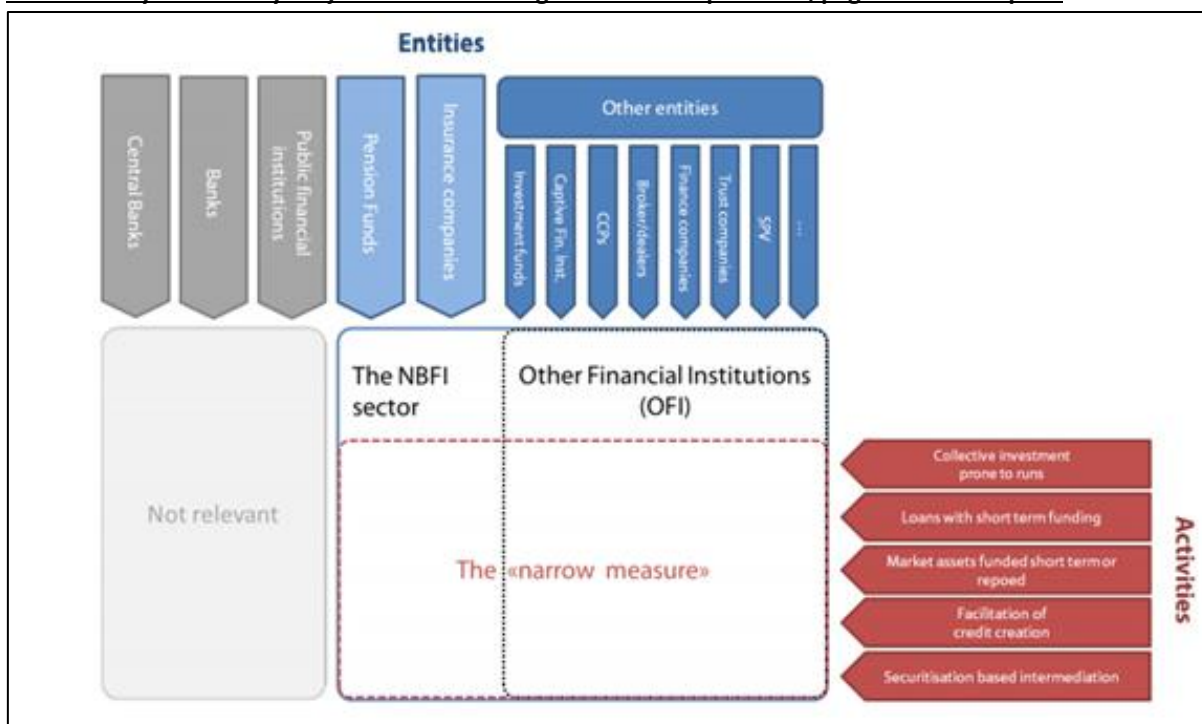 Entities
Central Banks
Banks
Public financial
institutions
Pension Funds
Insurance companies
Other entities
Investment funds
Captive Fin. Inst.
CCPs
Broker/dealers
Finance companies
Trust companies
SPV
...
The NBFI
sector
Other Financial Institutions
(OFI)
Not relevant
The «narrow measure»
Collective investment
prone to runs
Loans with short term funding
Market assets funded short term or
repoed
Facilitation of
credit creation
Securitisation based intermediation
Activities